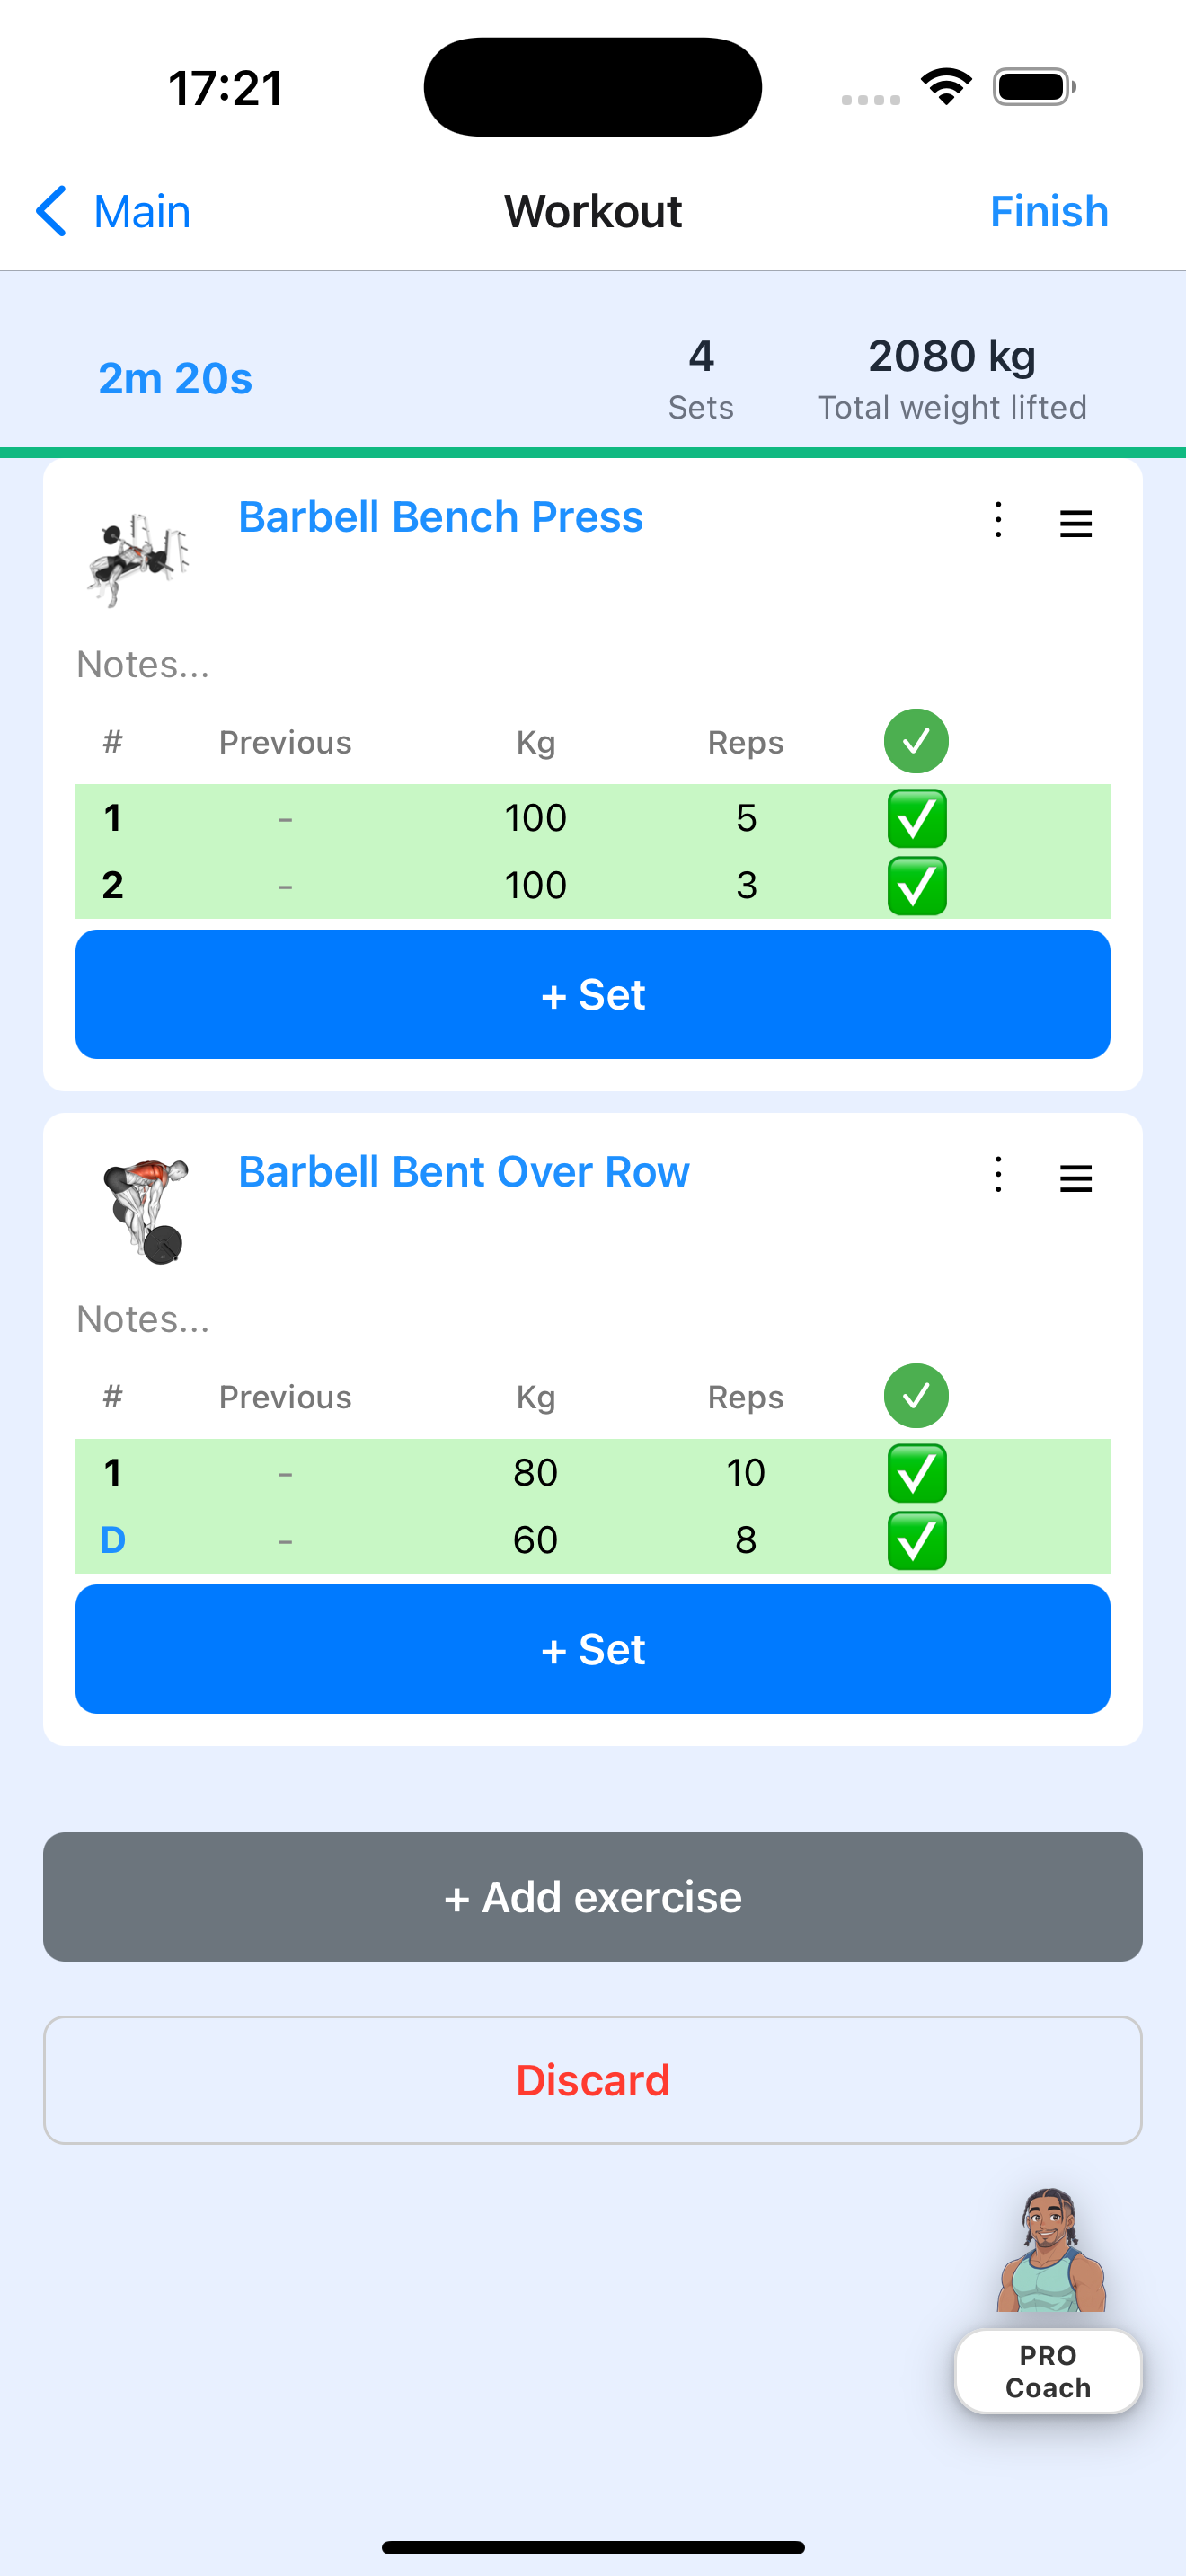 17:21
Main Workout Finish
2m 20s 4 2080 kg
Sets Total weight lifted
Barbell Bench Press
Notes...
# Previous Kg Reps
1 - 100 5
2 - 100 3
+ Set
Barbell Bent Over Row
Notes...
# Previous Kg Reps
1 - 80 10
D - 60 8
+ Set
+ Add exercise
Discard
PRO
Coach